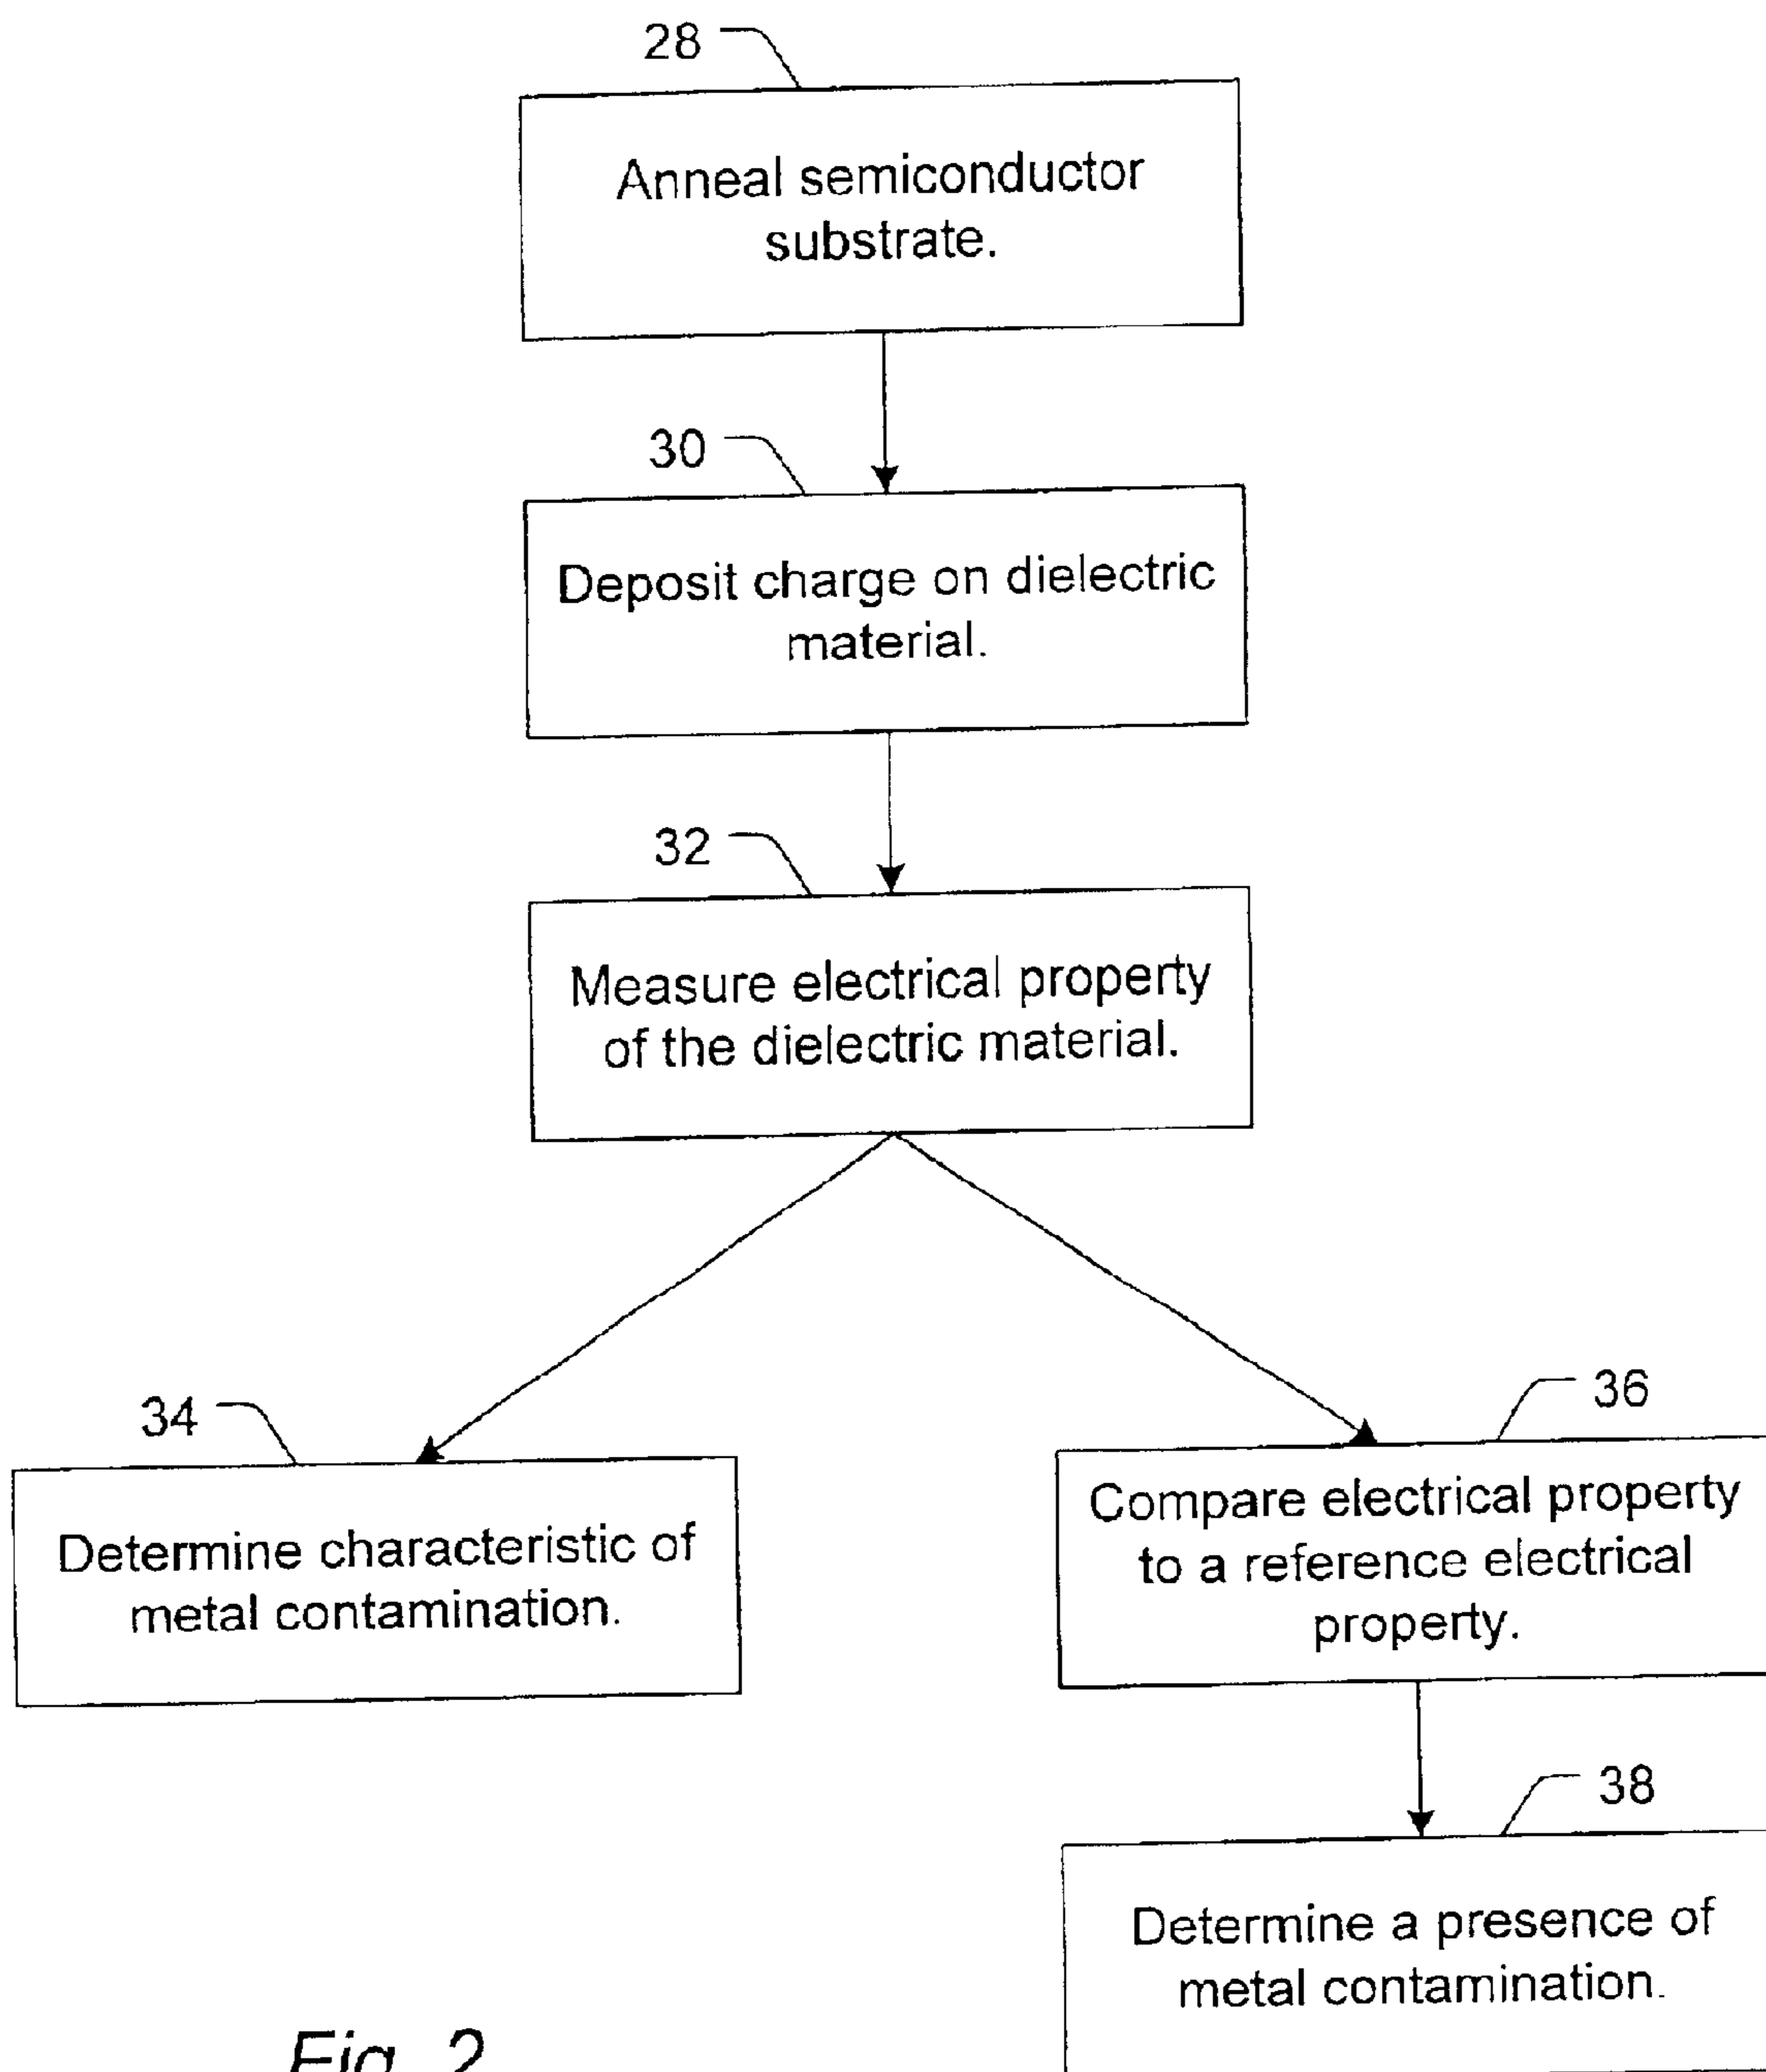 28
Anneal semiconductor
substrate.
30
Deposit charge on dielectric
material.
32
Measure electrical property
of the dielectric material.
34
Determine characteristic of
metal contamination.
36
Compare electrical property
to a reference electrical
property.
38
Determine a presence of
metal contamination.
Fig. 2